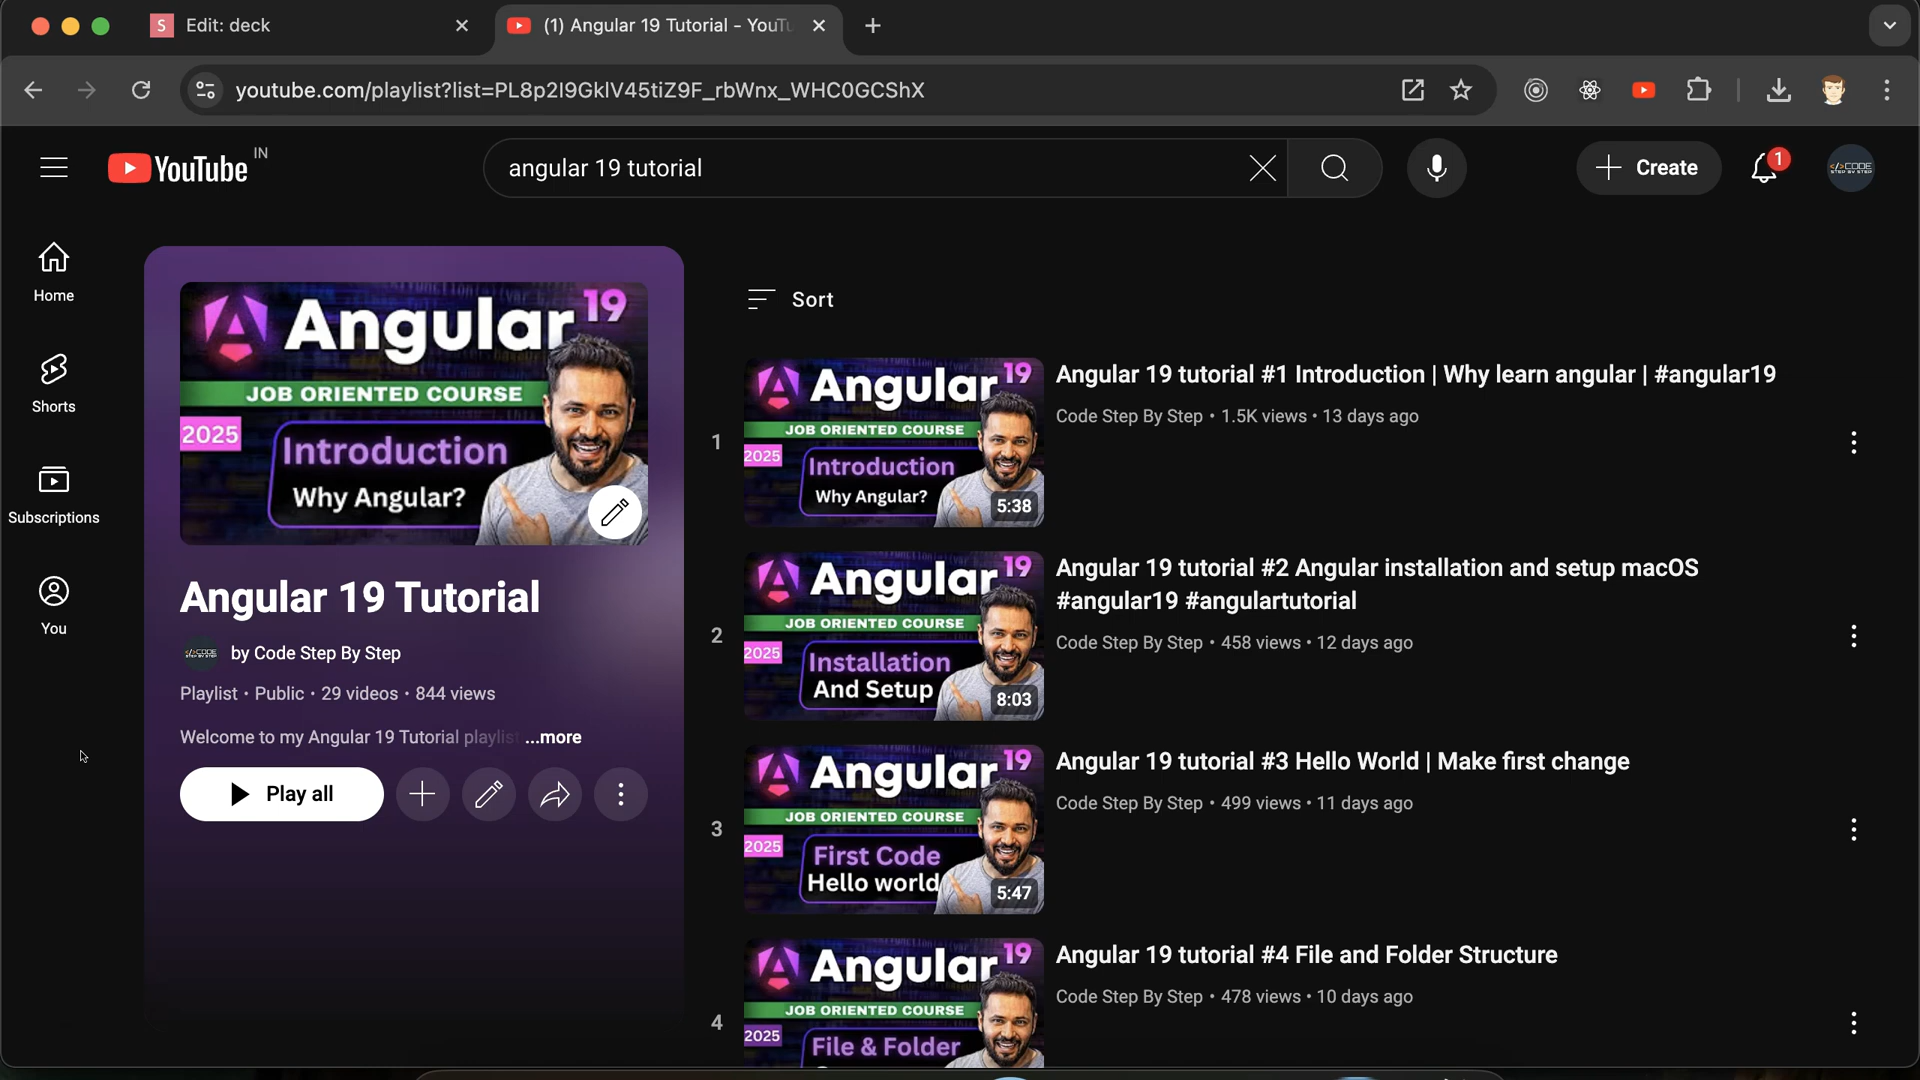 S Edit: deck
(1) Angular 19 Tutorial - YouTu
youtube.com/playlist?list=PL8p2I9GklV45tiZ9F_rbWnx_WHC0GCShX
YouTube IN
angular 19 tutorial
Create
1
</>CODE
STEP BY STEP
Home
Shorts
Subscriptions
You
Angular 19
JOB ORIENTED COURSE
2025
Introduction
Why Angular?
Angular 19 Tutorial
by Code Step By Step
Playlist • Public • 29 videos • 844 views
Welcome to my Angular 19 Tutorial playlist ...more
Play all
Sort
1
Angular 19
JOB ORIENTED COURSE
2025
Introduction
Why Angular?
5:38
Angular 19 tutorial #1 Introduction | Why learn angular | #angular19
Code Step By Step • 1.5K views • 13 days ago
2
Angular 19
JOB ORIENTED COURSE
2025
Installation
And Setup
8:03
Angular 19 tutorial #2 Angular installation and setup macOS
#angular19 #angulartutorial
Code Step By Step • 458 views • 12 days ago
3
Angular 19
JOB ORIENTED COURSE
2025
First Code
Hello world
5:47
Angular 19 tutorial #3 Hello World | Make first change
Code Step By Step • 499 views • 11 days ago
4
Angular 19
JOB ORIENTED COURSE
2025
File & Folder
Angular 19 tutorial #4 File and Folder Structure
Code Step By Step • 478 views • 10 days ago